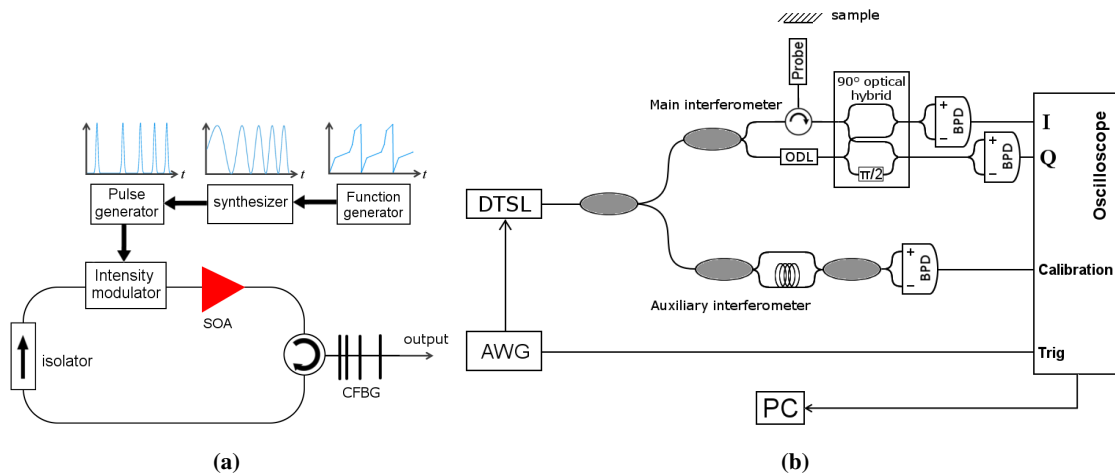 t
t
t
Pulse
generator
synthesizer
Function
generator
Intensity
modulator
SOA
isolator
output
CFBG
(a)
sample
Probe
90° optical
hybrid
Main interferometer
+
−
BPD
I
ODL
π/2
+
−
BPD
Q
Oscilloscope
DTSL
+
−
BPD
Calibration
Auxiliary interferometer
AWG
Trig
PC
(b)